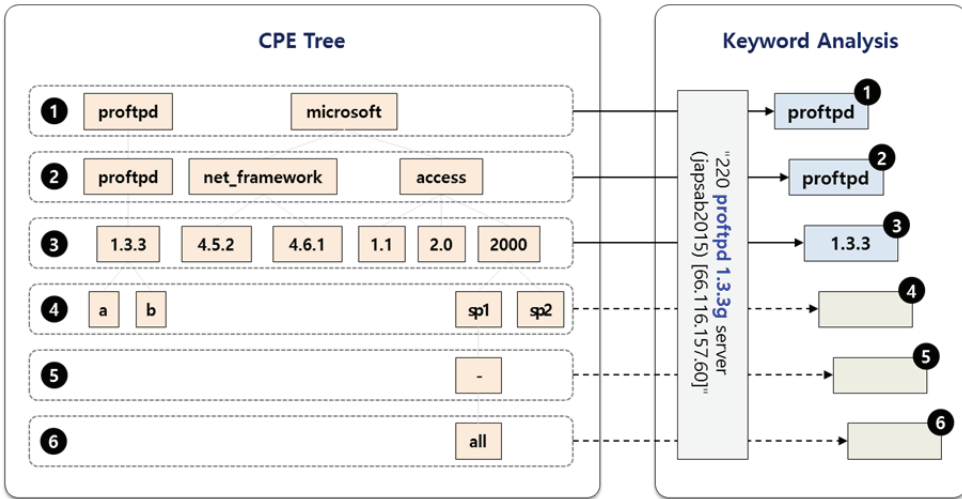 CPE Tree
Keyword Analysis
1 proftpd microsoft
1 proftpd
2 proftpd net_framework access
2 proftpd
3 1.3.3 4.5.2 4.6.1 1.1 2.0 2000
3 1.3.3
4 a b sp1 sp2
4
5 -
5
6 all
6
"220 proftpd 1.3.3g server
(japsab2015) [66.116.157.60]"